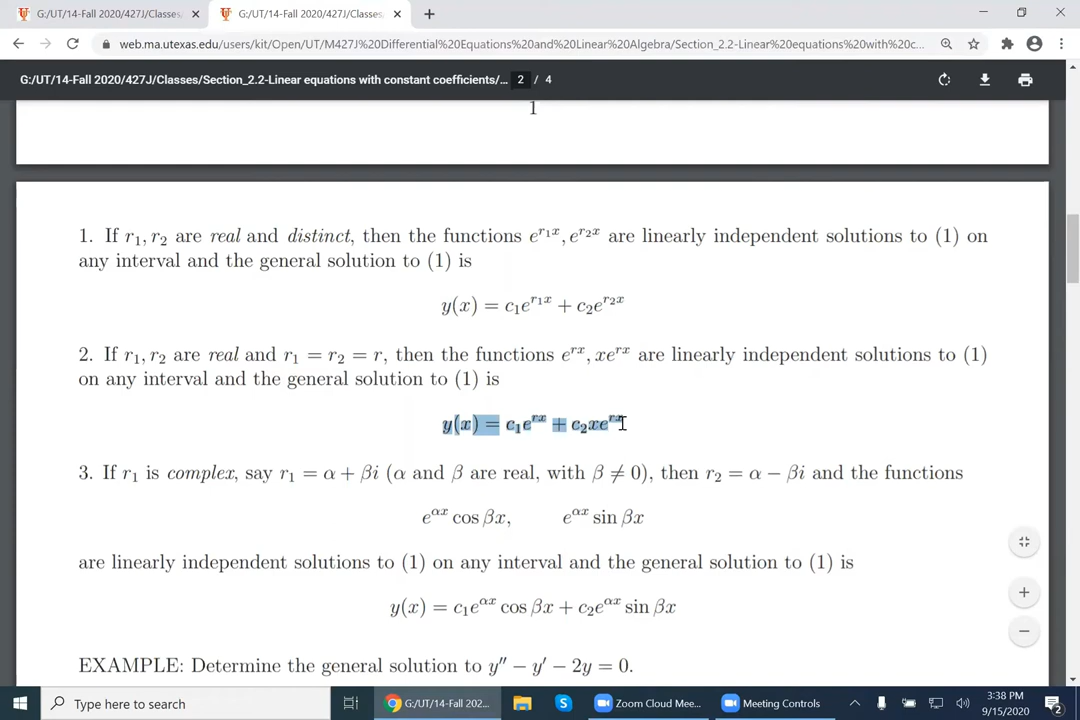 G:/UT/14-Fall 2020/427J/Classes/
G:/UT/14-Fall 2020/427J/Classes/
web.ma.utexas.edu/users/kit/Open/UT/M427J%20Differential%20Equations%20and%20Linear%20Algebra/Section_2.2-Linear%20equations%20with%20c...
G:/UT/14-Fall 2020/427J/Classes/Section_2.2-Linear equations with constant coefficients/... 2 / 4
1
1. If r₁, r₂ are real and distinct, then the functions e^{r₁x}, e^{r₂x} are linearly independent solutions to (1) on
any interval and the general solution to (1) is
y(x) = c₁e^{r₁x} + c₂e^{r₂x}
2. If r₁, r₂ are real and r₁ = r₂ = r, then the functions e^{rx}, xe^{rx} are linearly independent solutions to (1)
on any interval and the general solution to (1) is
y(x) = c₁e^{rx} + c₂xe^{rx}
3. If r₁ is complex, say r₁ = α + βi (α and β are real, with β ≠ 0), then r₂ = α − βi and the functions
e^{αx} cos βx, e^{αx} sin βx
are linearly independent solutions to (1) on any interval and the general solution to (1) is
y(x) = c₁e^{αx} cos βx + c₂e^{αx} sin βx
EXAMPLE: Determine the general solution to y″ − y′ − 2y = 0.
Type here to search
G:/UT/14-Fall 202...
Zoom Cloud Mee...
Meeting Controls
3:38 PM
9/15/2020
2